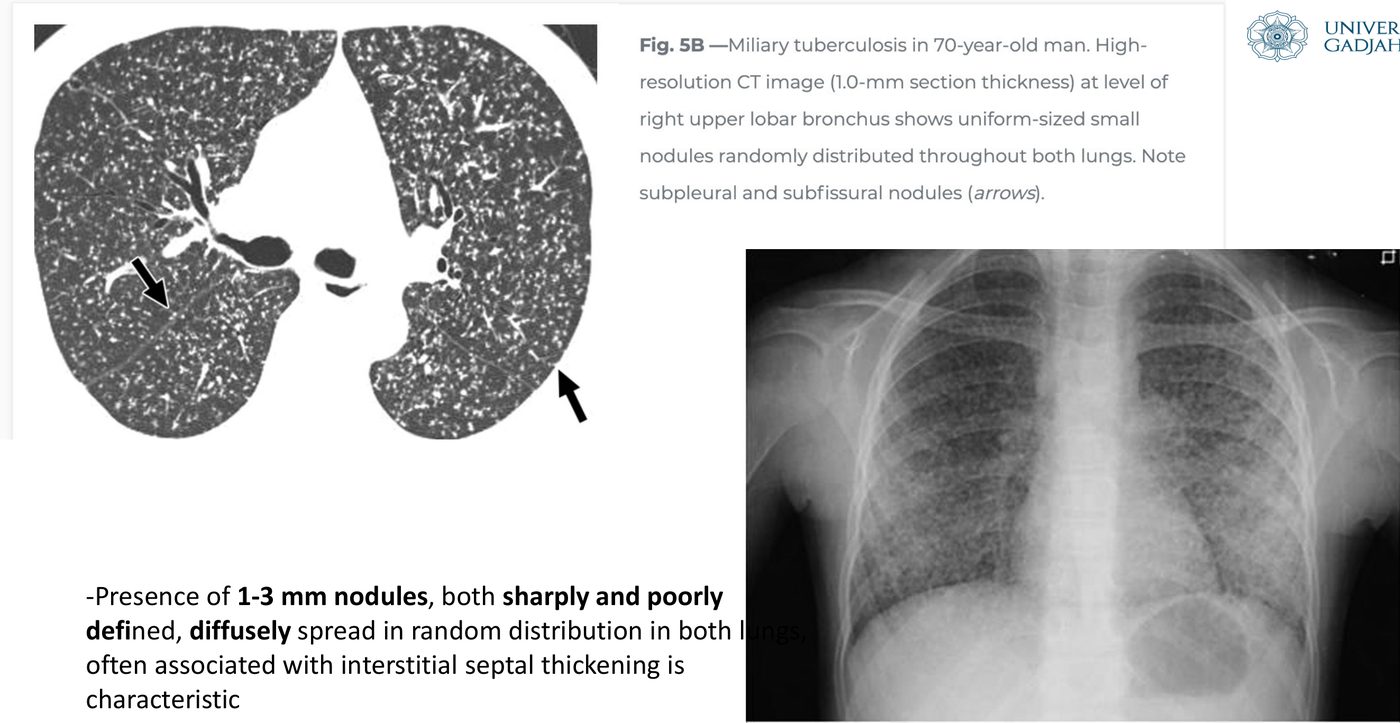 Fig. 5B —Miliary tuberculosis in 70-year-old man. High-
resolution CT image (1.0-mm section thickness) at level of
right upper lobar bronchus shows uniform-sized small
nodules randomly distributed throughout both lungs. Note
subpleural and subfissural nodules (arrows).
UNIVER
GADJAH
-Presence of 1-3 mm nodules, both sharply and poorly
defined, diffusely spread in random distribution in both lungs,
often associated with interstitial septal thickening is
characteristic